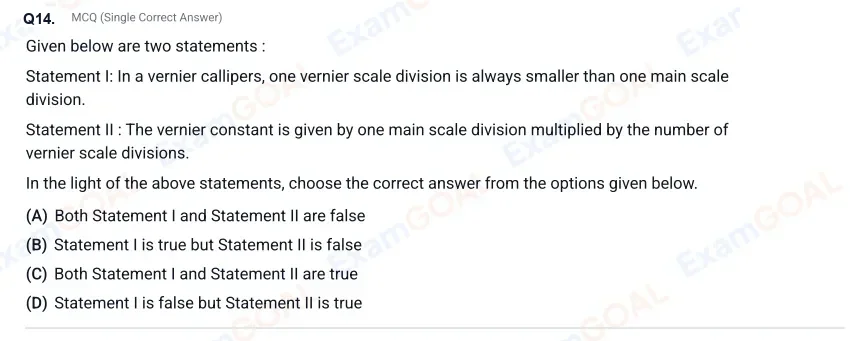 Q14. MCQ (Single Correct Answer)
Given below are two statements :
Statement I: In a vernier callipers, one vernier scale division is always smaller than one main scale
division.
Statement II : The vernier constant is given by one main scale division multiplied by the number of
vernier scale divisions.
In the light of the above statements, choose the correct answer from the options given below.
(A) Both Statement I and Statement II are false
(B) Statement I is true but Statement II is false
(C) Both Statement I and Statement II are true
(D) Statement I is false but Statement II is true
ExamGOAL